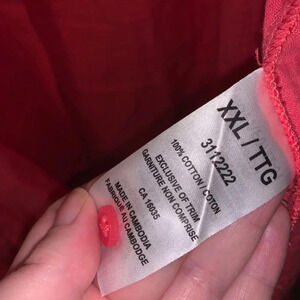 XXL / TTG
3112222
100% COTTON / COTON
EXCLUSIVE OF TRIM
GARNITURE NON COMPRISE
CA 16035
MADE IN CAMBODIA
FABRIQUÉ AU CAMBODGE